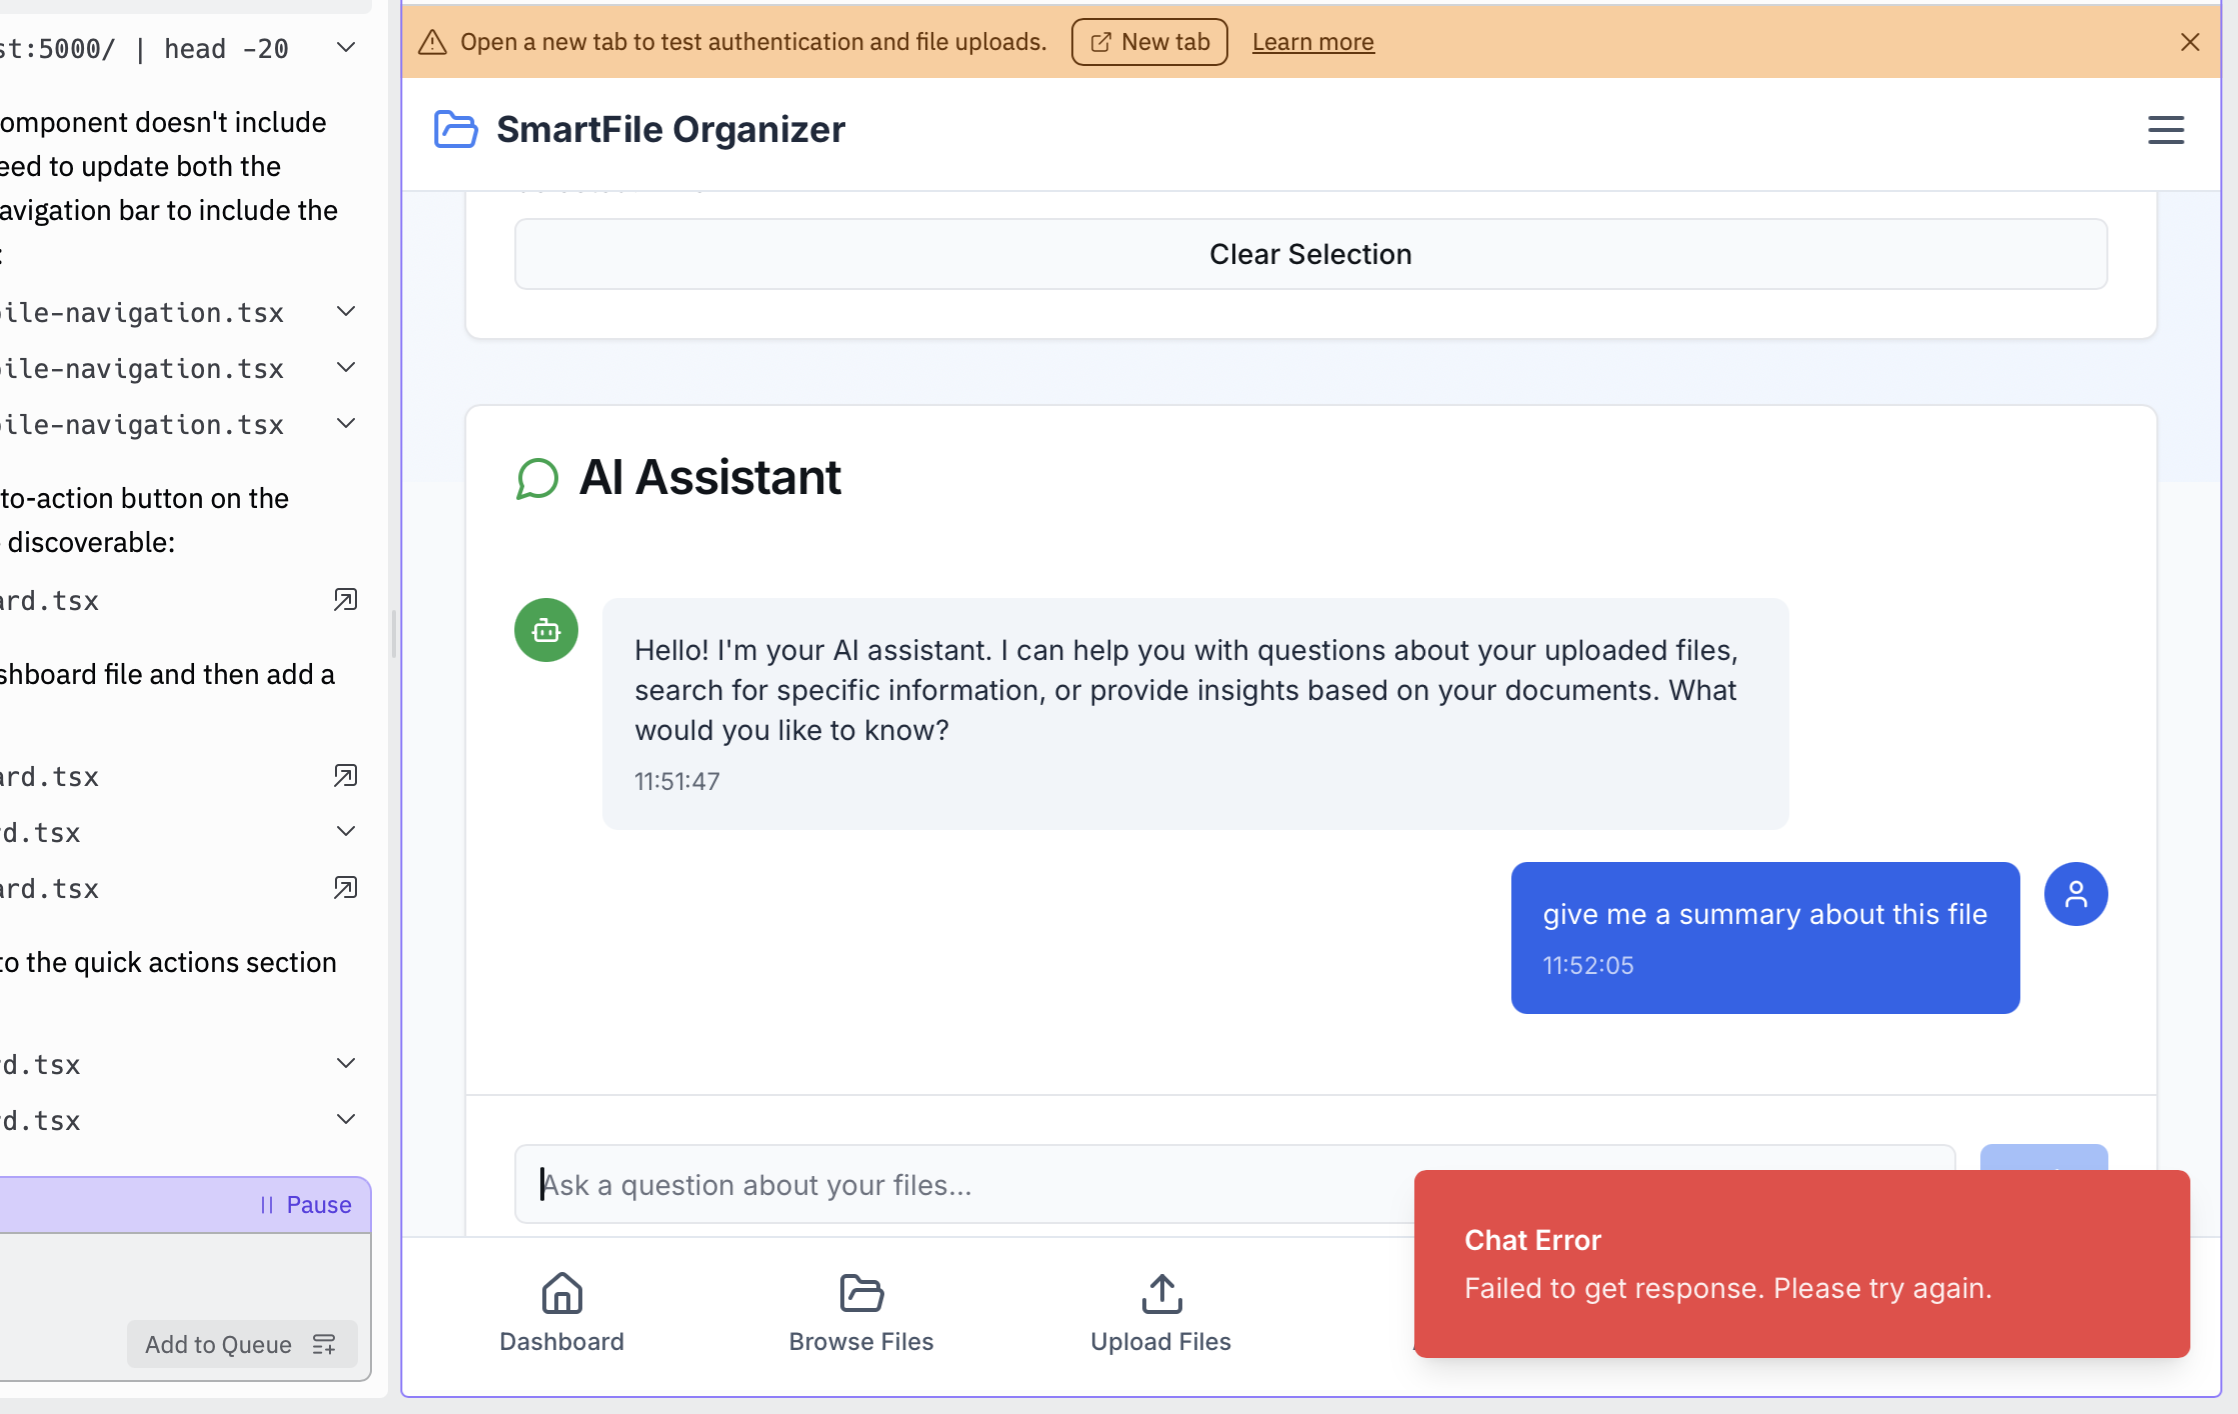 st:5000/ | head -20
omponent doesn't include
eed to update both the
avigation bar to include the
:
ile-navigation.tsx
ile-navigation.tsx
ile-navigation.tsx
to-action button on the
discoverable:
ard.tsx
shboard file and then add a
ard.tsx
d.tsx
ard.tsx
to the quick actions section
d.tsx
d.tsx
Pause
Add to Queue
Open a new tab to test authentication and file uploads. New tab Learn more
SmartFile Organizer
Clear Selection
AI Assistant
Hello! I'm your AI assistant. I can help you with questions about your uploaded files,
search for specific information, or provide insights based on your documents. What
would you like to know?
11:51:47
give me a summary about this file
11:52:05
Ask a question about your files...
Chat Error
Failed to get response. Please try again.
Dashboard
Browse Files
Upload Files